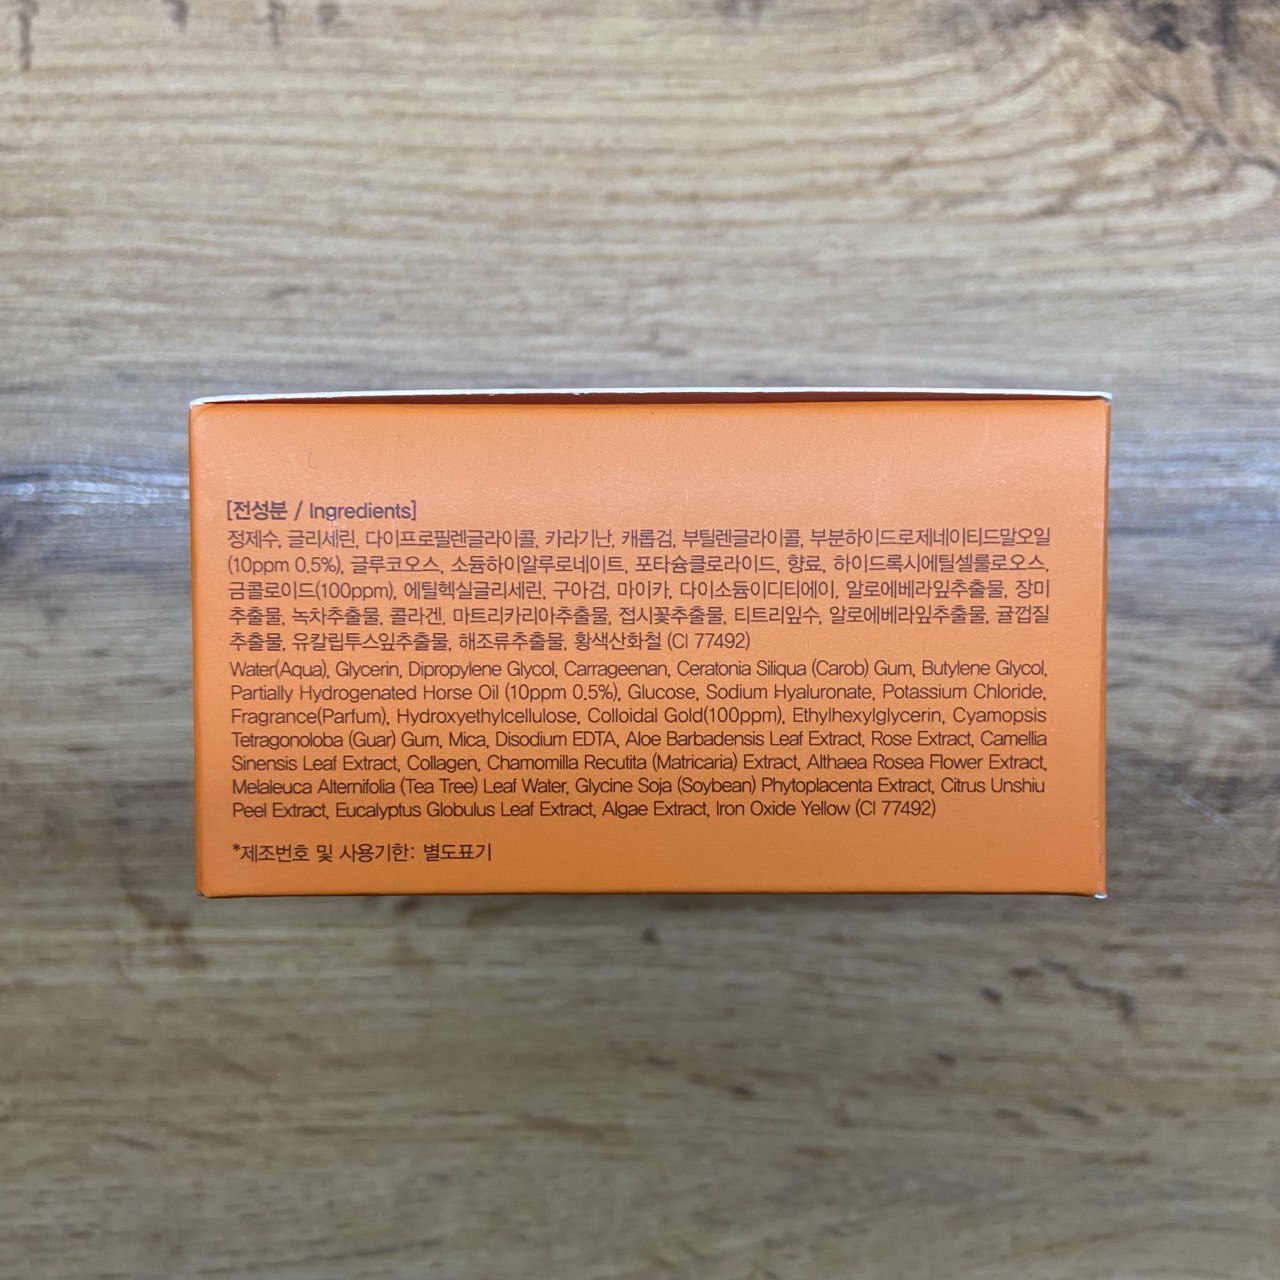 [전성분 / Ingredients]
정제수, 글리세린, 다이프로필렌글라이콜, 카라기난, 캐롭검, 부틸렌글라이콜, 부분하이드로제네이티드말오일
(10ppm 0.5%), 글루코오스, 소듐하이알루로네이트, 포타슘클로라이드, 향료, 하이드록시에틸셀룰로오스,
금콜로이드(100ppm), 에틸헥실글리세린, 구아검, 마이카, 다이소듐이디티에이, 알로에베라잎추출물, 장미
추출물, 녹차추출물, 콜라겐, 마트리카리아추출물, 접시꽃추출물, 티트리잎수, 알로에베라잎추출물, 귤껍질
추출물, 유칼립투스잎추출물, 해조류추출물, 황색산화철 (CI 77492)
Water(Aqua), Glycerin, Dipropylene Glycol, Carrageenan, Ceratonia Siliqua (Carob) Gum, Butylene Glycol,
Partially Hydrogenated Horse Oil (10ppm 0.5%), Glucose, Sodium Hyaluronate, Potassium Chloride,
Fragrance(Parfum), Hydroxyethylcellulose, Colloidal Gold(100ppm), Ethylhexylglycerin, Cyamopsis
Tetragonoloba (Guar) Gum, Mica, Disodium EDTA, Aloe Barbadensis Leaf Extract, Rose Extract, Camellia
Sinensis Leaf Extract, Collagen, Chamomilla Recutita (Matricaria) Extract, Althaea Rosea Flower Extract,
Melaleuca Alternifolia (Tea Tree) Leaf Water, Glycine Soja (Soybean) Phytoplacenta Extract, Citrus Unshiu
Peel Extract, Eucalyptus Globulus Leaf Extract, Algae Extract, Iron Oxide Yellow (CI 77492)
*제조번호 및 사용기한: 별도표기